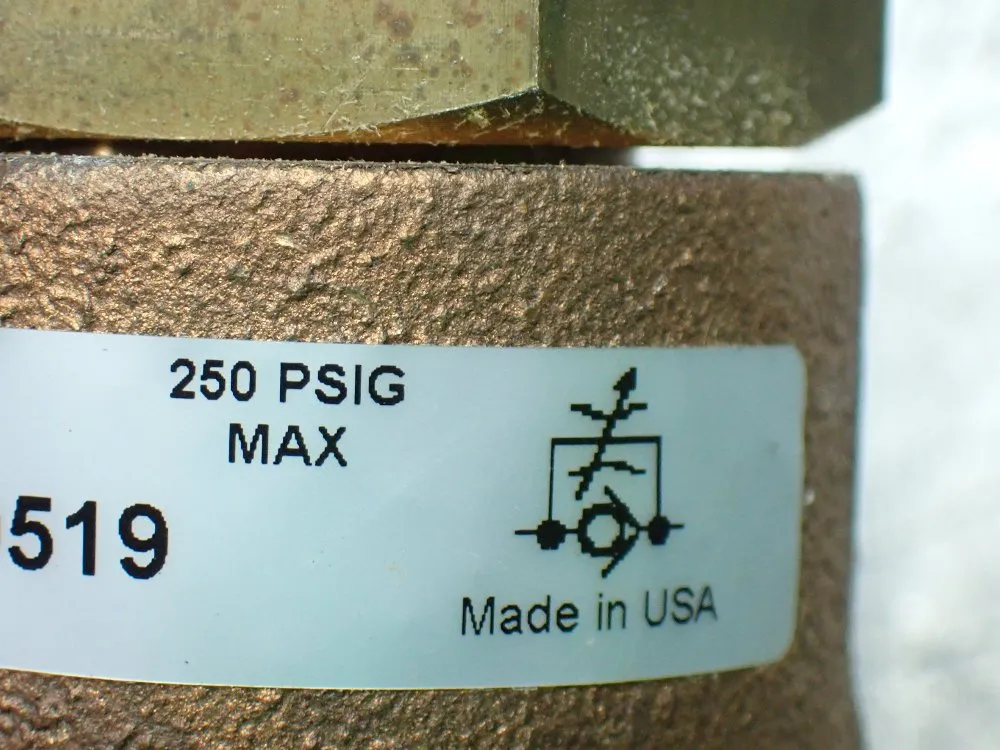 250 PSIG
MAX
519
Made in USA